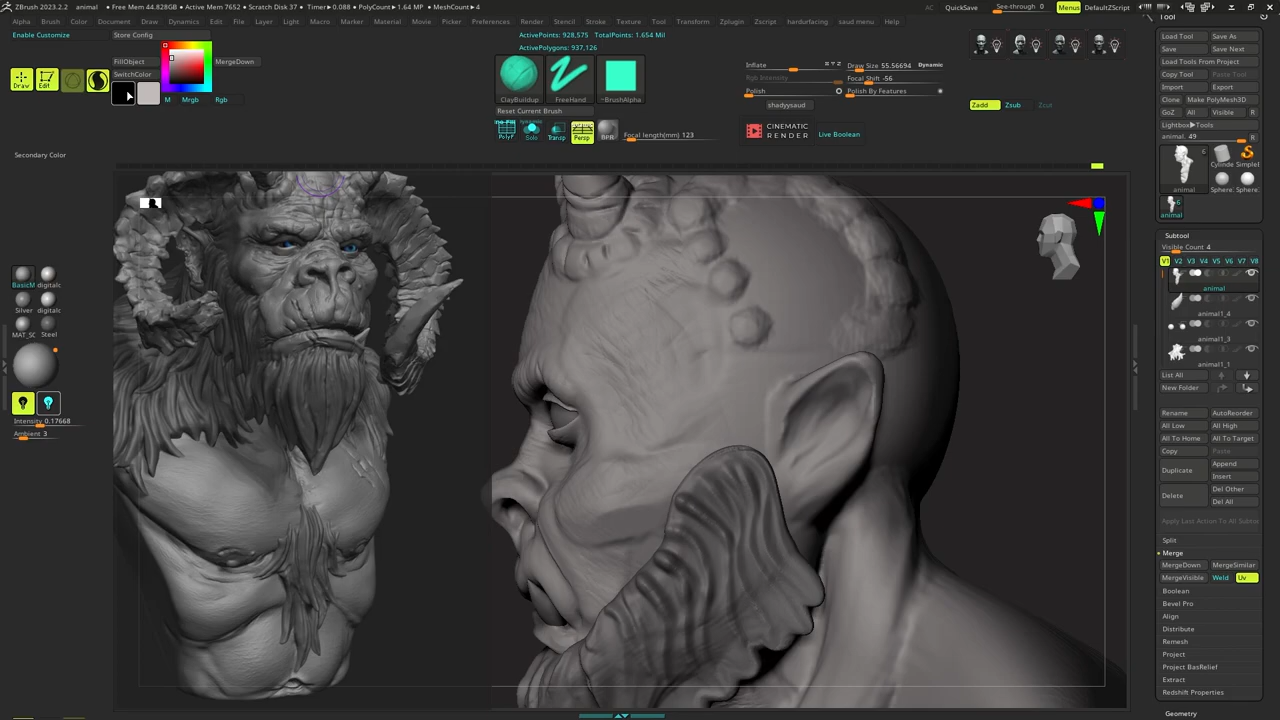 ZBrush 2023.2.2 animal • Free Mem 44.828GB • Active Mem 7652 • Scratch Disk 37 • Timer▶0.088 • PolyCount▶1.64 MP • MeshCount▶4 AC QuickSave See-through 0 Menus DefaultZScript
Alpha Brush Color Document Draw Dynamics Edit File Layer Light Macro Material Movie Picker Preferences Render Stencil Stroke Texture Tool Transform Zplugin Zscript hardurfacing saud menu Help
Enable Customize
Store Config
FillObject
SwitchColor
MergeDown
M Mrgb Rgb
Draw Edit
Secondary Color
ActivePoints: 928,575 TotalPoints: 1.654 Mil
ActivePolygons: 937,126
ClayBuildup FreeHand ~BrushAlpha
Reset Current Brush
Dynamic
PolyF Solo Transp Persp BPR Focal length(mm) 123
Inflate
Rgb Intensity
Polish
Draw Size 55.56694 Dynamic
Focal Shift -56
Polish By Features
shadyysaud
CINEMATIC
RENDER
Live Boolean
Zadd Zsub Zcut
BasicM digitalc
Silver digitalc
MAT_SC Steel
Intensity 0.17668
Ambient 3
Tool
Load Tool Save As
Save Save Next
Load Tools From Project
Copy Tool Paste Tool
Import Export
Clone Make PolyMesh3D
GoZ All Visible R
Lightbox▶Tools
animal. 49 R
6
animal
Cylinde SimpleB
Sphere: Sphere:
6
animal
Subtool
Visible Count 4
V1 V2 V3 V4 V5 V6 V7 V8
animal
animal1_4
animal1_3
animal1_1
List All
New Folder
Rename AutoReorder
All Low All High
All To Home All To Target
Copy Paste
Duplicate Append
Insert
Delete Del Other
Del All
Apply Last Action To All Subtoo
Split
Merge
MergeDown MergeSimilar
MergeVisible Weld Uv
Boolean
Bevel Pro
Align
Distribute
Remesh
Project
Project BasRelief
Extract
Redshift Properties
Geometry